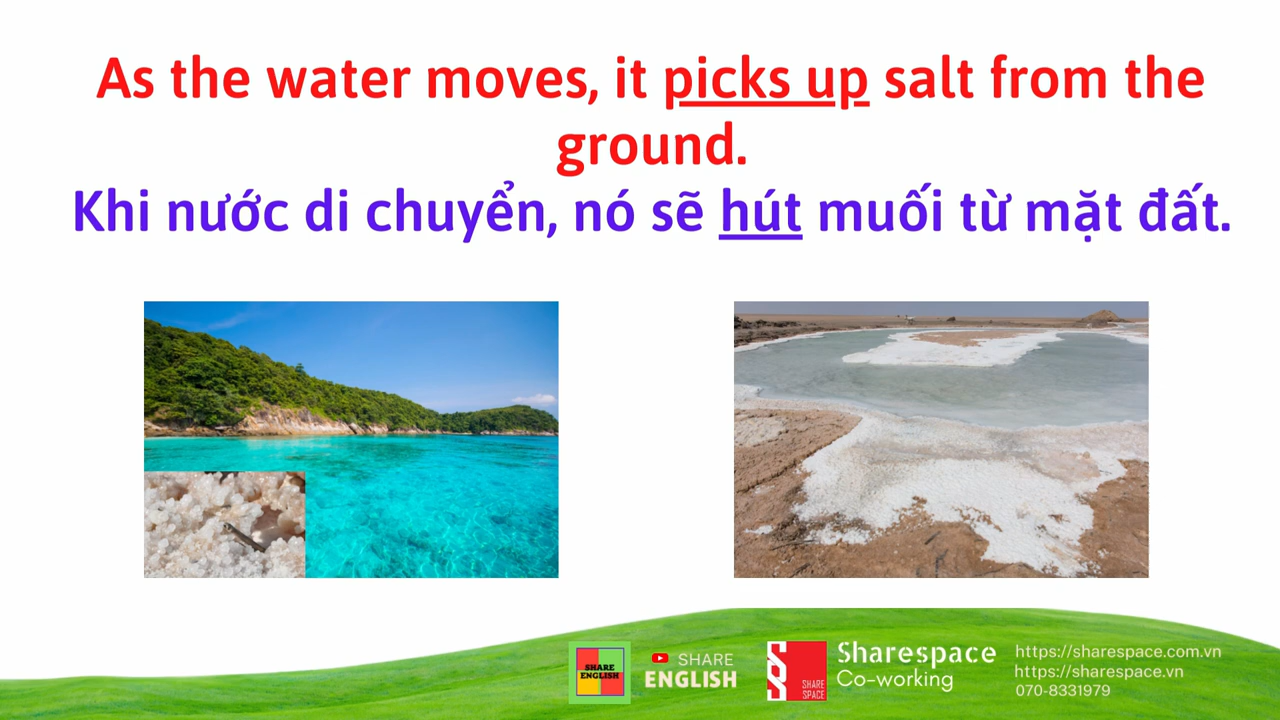 As the water moves, it picks up salt from the
ground.
Khi nước di chuyển, nó sẽ hút muối từ mặt đất.
SHARE
ENGLISH
SHARE
ENGLISH
SHARE
SPACE
Sharespace
Co-working
https://sharespace.com.vn
https://sharespace.vn
070-8331979